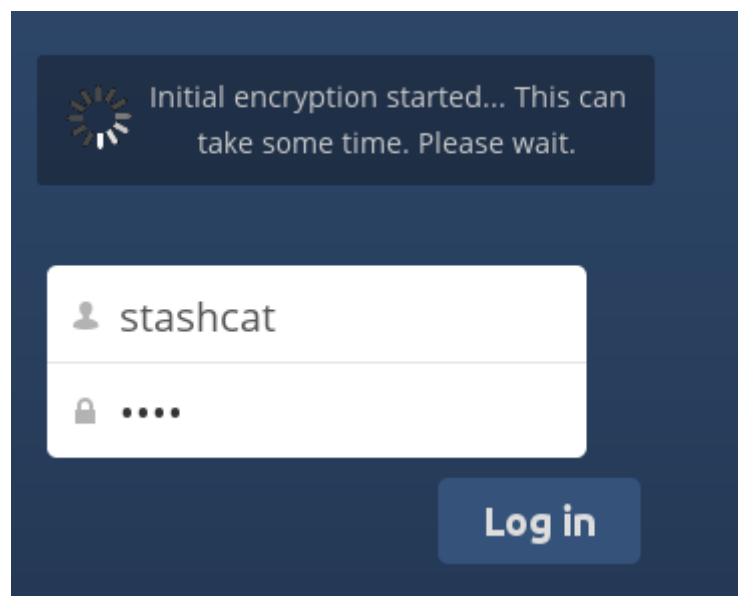 Initial encryption started... This can
take some time. Please wait.
stashcat
••••
Log in